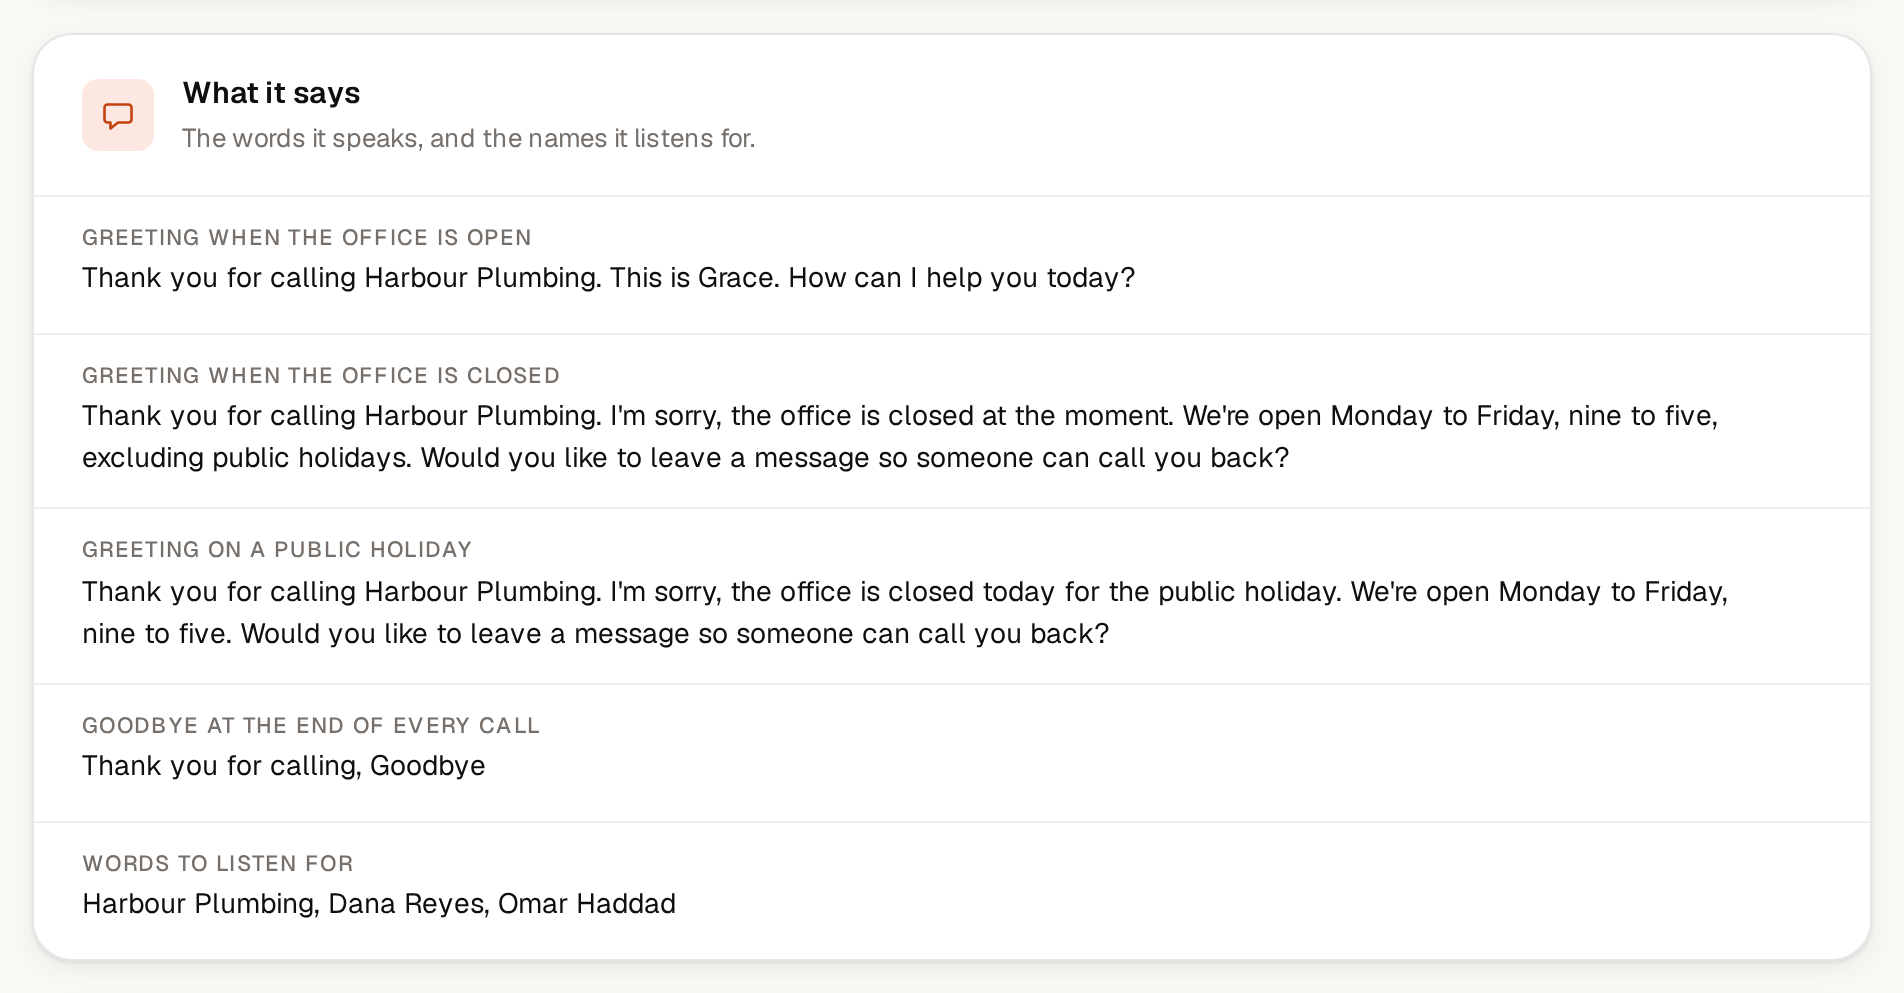 What it says
The words it speaks, and the names it listens for.
GREETING WHEN THE OFFICE IS OPEN
Thank you for calling Harbour Plumbing. This is Grace. How can I help you today?
GREETING WHEN THE OFFICE IS CLOSED
Thank you for calling Harbour Plumbing. I'm sorry, the office is closed at the moment. We're open Monday to Friday, nine to five,
excluding public holidays. Would you like to leave a message so someone can call you back?
GREETING ON A PUBLIC HOLIDAY
Thank you for calling Harbour Plumbing. I'm sorry, the office is closed today for the public holiday. We're open Monday to Friday,
nine to five. Would you like to leave a message so someone can call you back?
GOODBYE AT THE END OF EVERY CALL
Thank you for calling, Goodbye
WORDS TO LISTEN FOR
Harbour Plumbing, Dana Reyes, Omar Haddad